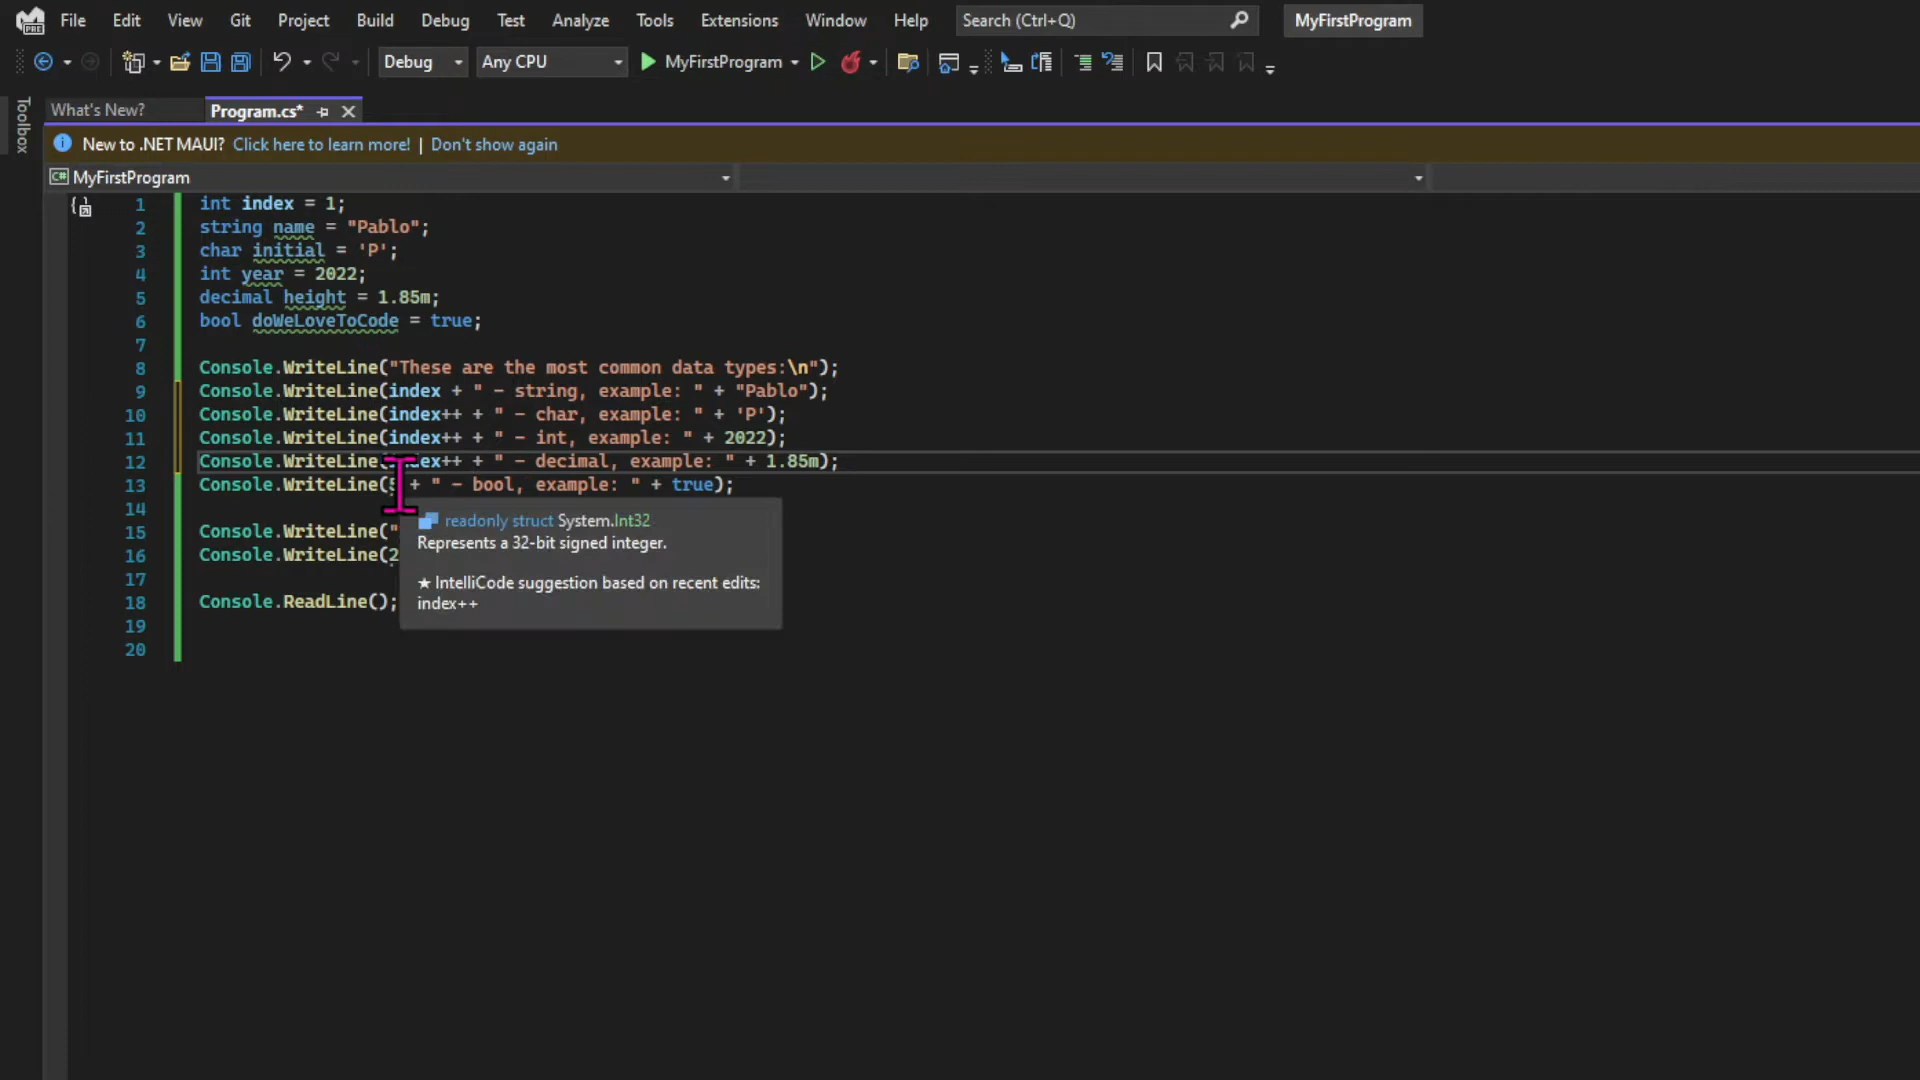 File Edit View Git Project Build Debug Test Analyze Tools Extensions Window Help Search (Ctrl+Q) MyFirstProgram
Debug Any CPU MyFirstProgram
Toolbox
What's New? Program.cs*
New to .NET MAUI? Click here to learn more! | Don't show again
C# MyFirstProgram
1 int index = 1;
2 string name = "Pablo";
3 char initial = 'P';
4 int year = 2022;
5 decimal height = 1.85m;
6 bool doWeLoveToCode = true;
7
8 Console.WriteLine("These are the most common data types:\n");
9 Console.WriteLine(index + " - string, example: " + "Pablo");
10 Console.WriteLine(index++ + " - char, example: " + 'P');
11 Console.WriteLine(index++ + " - int, example: " + 2022);
12 Console.WriteLine(index++ + " - decimal, example: " + 1.85m);
13 Console.WriteLine( + " - bool, example: " + true);
14
15 Console.WriteLine("
16 Console.WriteLine(2
17
18 Console.ReadLine();
19
20
readonly struct System.Int32
Represents a 32-bit signed integer.
★ IntelliCode suggestion based on recent edits:
index++